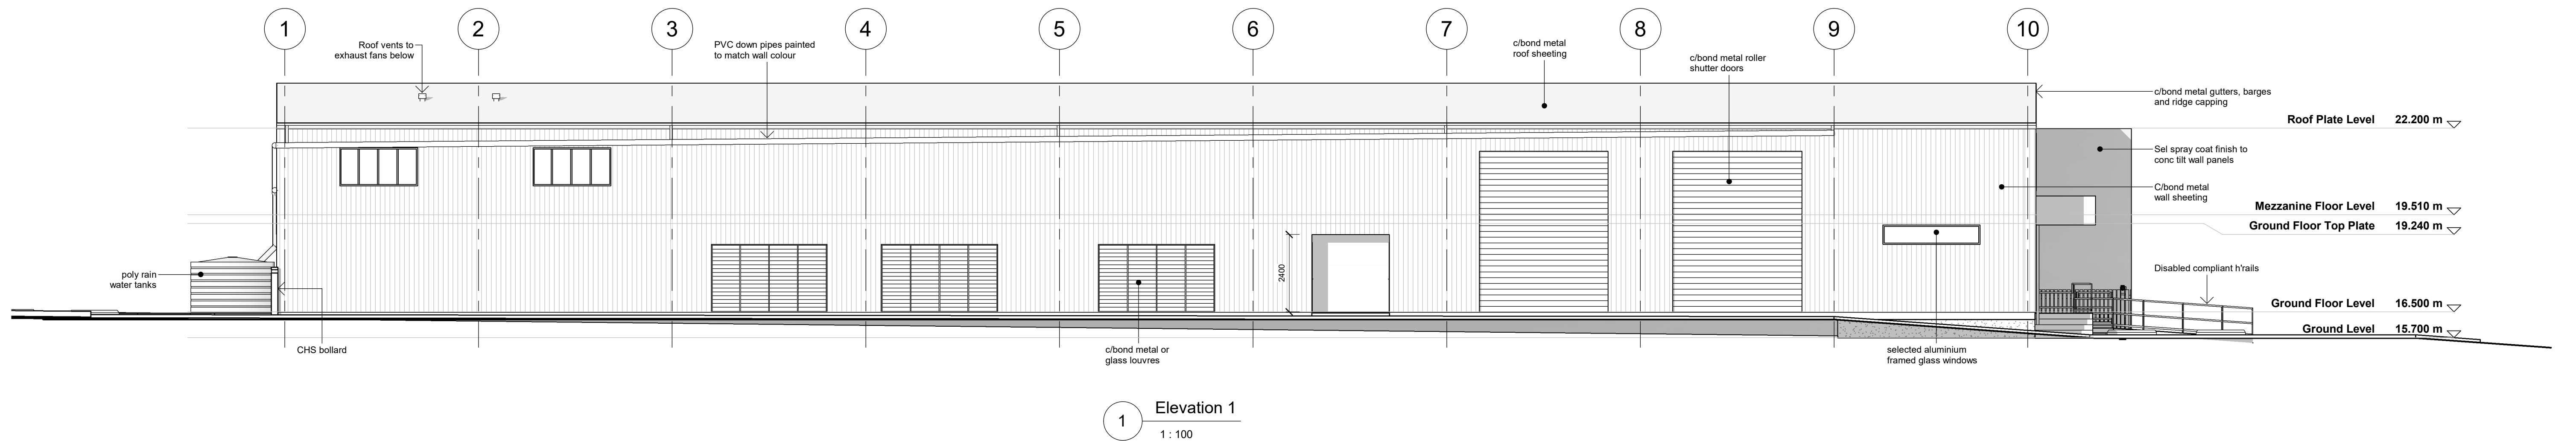 1 2 3 4 5 6 7 8 9 10
Roof vents to
exhaust fans below
PVC down pipes painted
to match wall colour
c/bond metal
roof sheeting
c/bond metal roller
shutter doors
c/bond metal gutters, barges
and ridge capping
Roof Plate Level 22.200 m
Sel spray coat finish to
conc tilt wall panels
C/bond metal
wall sheeting
Mezzanine Floor Level 19.510 m
Ground Floor Top Plate 19.240 m
poly rain
water tanks
2400
Disabled compliant h'rails
Ground Floor Level 16.500 m
Ground Level 15.700 m
CHS bollard
c/bond metal or
glass louvres
selected aluminium
framed glass windows
1 Elevation 1
1 : 100